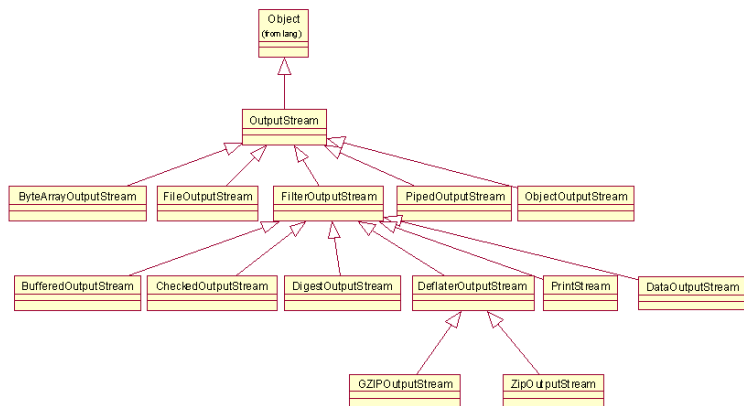 Object
(from lang)
OutputStream
ByteArrayOutputStream
FileOutputStream
FilterOutputStream
PipedOutputStream
ObjectOutputStream
BufferedOutputStream
CheckedOutputStream
DigestOutputStream
DeflaterOutputStream
PrintStream
DataOutputStream
GZIPOutputStream
ZipOutputStream